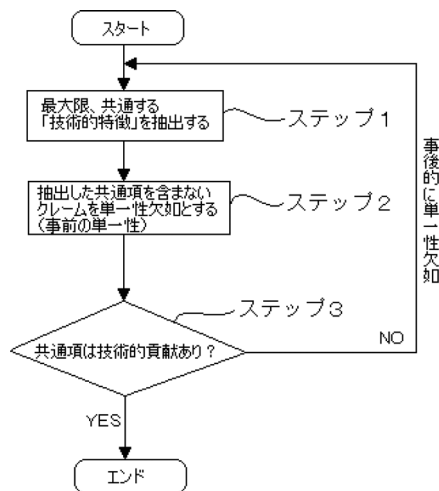 スタート
最大限、共通する
「技術的特徴」を抽出する
ステップ1
抽出した共通項を含まない
クレームを単一性欠如とする
(事前の単一性)
ステップ2
ステップ3
共通項は技術的貢献あり?
NO
事後的に単一性欠如
YES
エンド